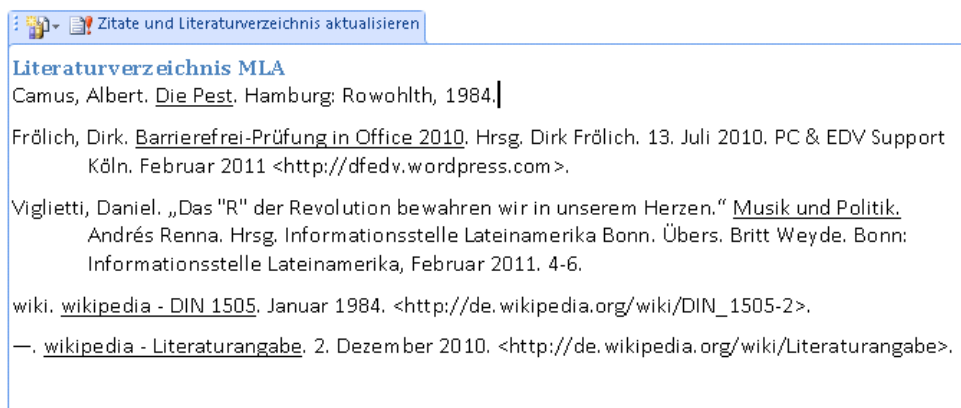 Zitate und Literaturverzeichnis aktualisieren
Literaturverzeichnis MLA
Camus, Albert. Die Pest. Hamburg: Rowohlth, 1984.
Frölich, Dirk. Barrierefrei-Prüfung in Office 2010. Hrsg. Dirk Frölich. 13. Juli 2010. PC & EDV Support
Köln. Februar 2011 <http://dfedv.wordpress.com>.
Viglietti, Daniel. „Das "R" der Revolution bewahren wir in unserem Herzen.“ Musik und Politik.
Andrés Renna. Hrsg. Informationsstelle Lateinamerika Bonn. Übers. Britt Weyde. Bonn:
Informationsstelle Lateinamerika, Februar 2011. 4-6.
wiki. wikipedia - DIN 1505. Januar 1984. <http://de.wikipedia.org/wiki/DIN_1505-2>.
—. wikipedia - Literaturangabe. 2. Dezember 2010. <http://de.wikipedia.org/wiki/Literaturangabe>.